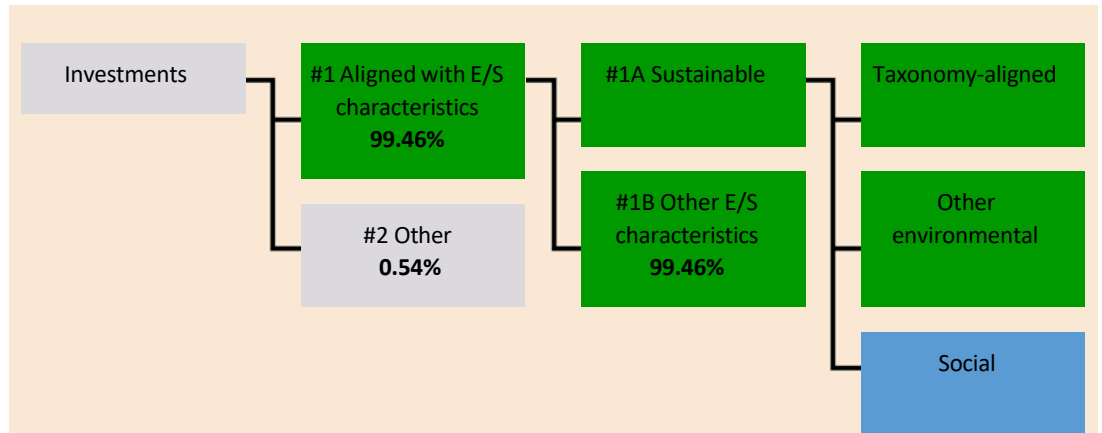 Investments
#1 Aligned with E/S
characteristics
99.46%
#2 Other
0.54%
#1A Sustainable
#1B Other E/S
characteristics
99.46%
Taxonomy-aligned
Other
environmental
Social